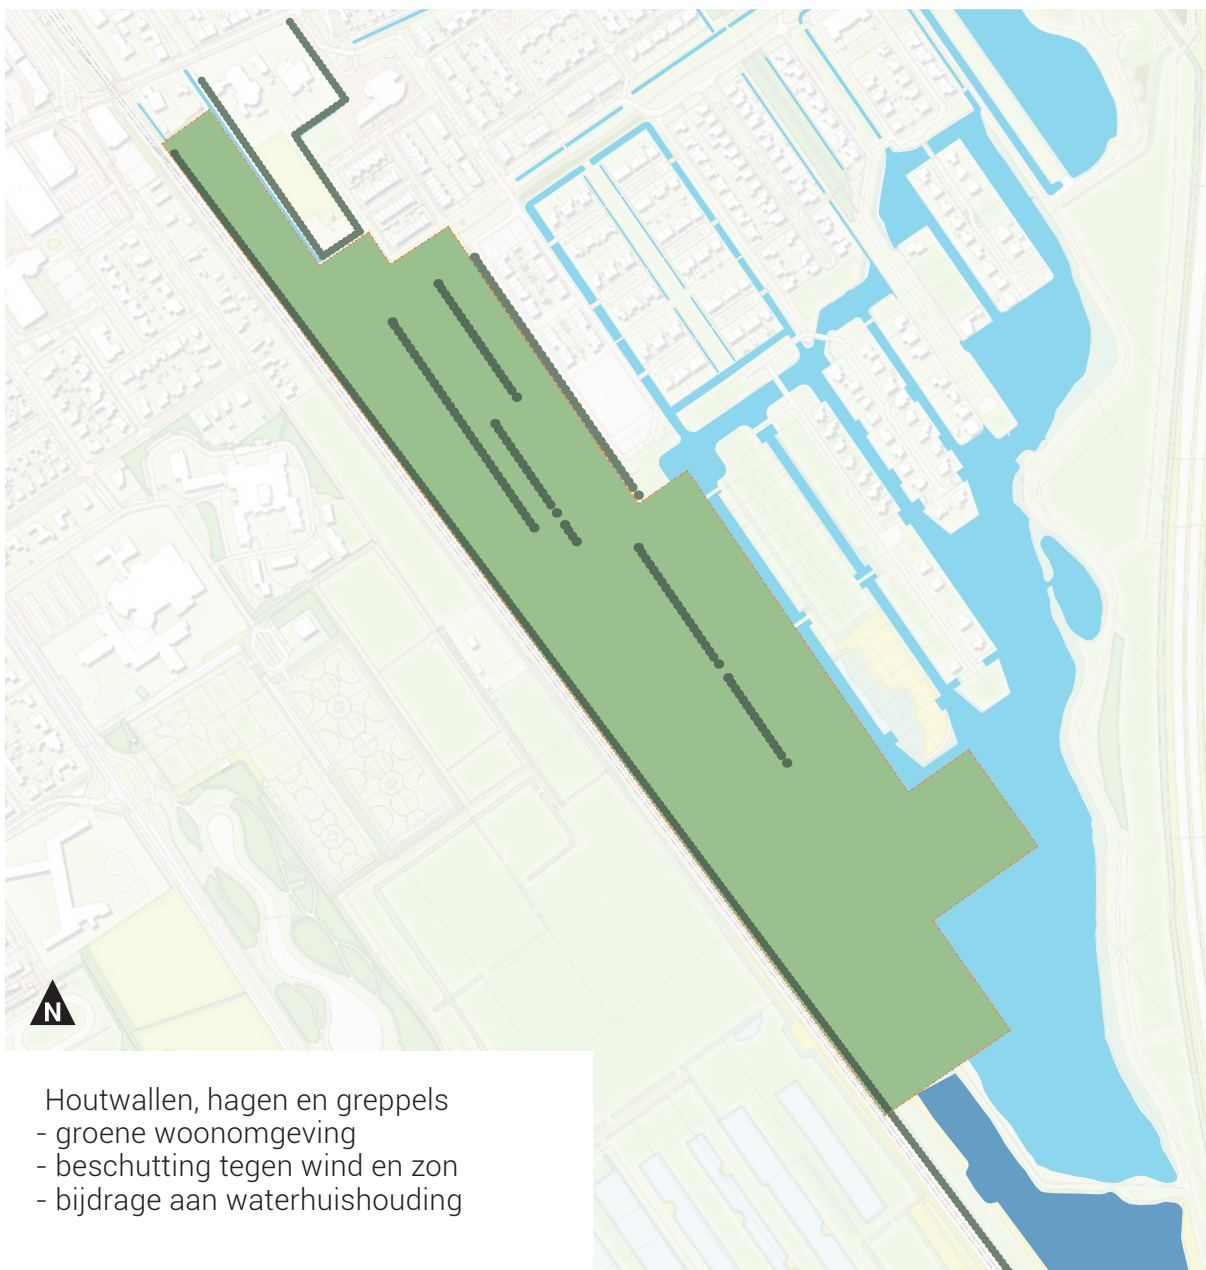 N
Houtwallen, hagen en greppels
- groene woonomgeving
- beschutting tegen wind en zon
- bijdrage aan waterhuishouding